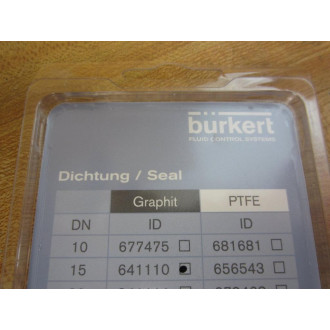 bürkert
FLUID CONTROL SYSTEMS
Dichtung / Seal
Graphit PTFE
DN ID ID
10 677475 681681
15 641110 656543